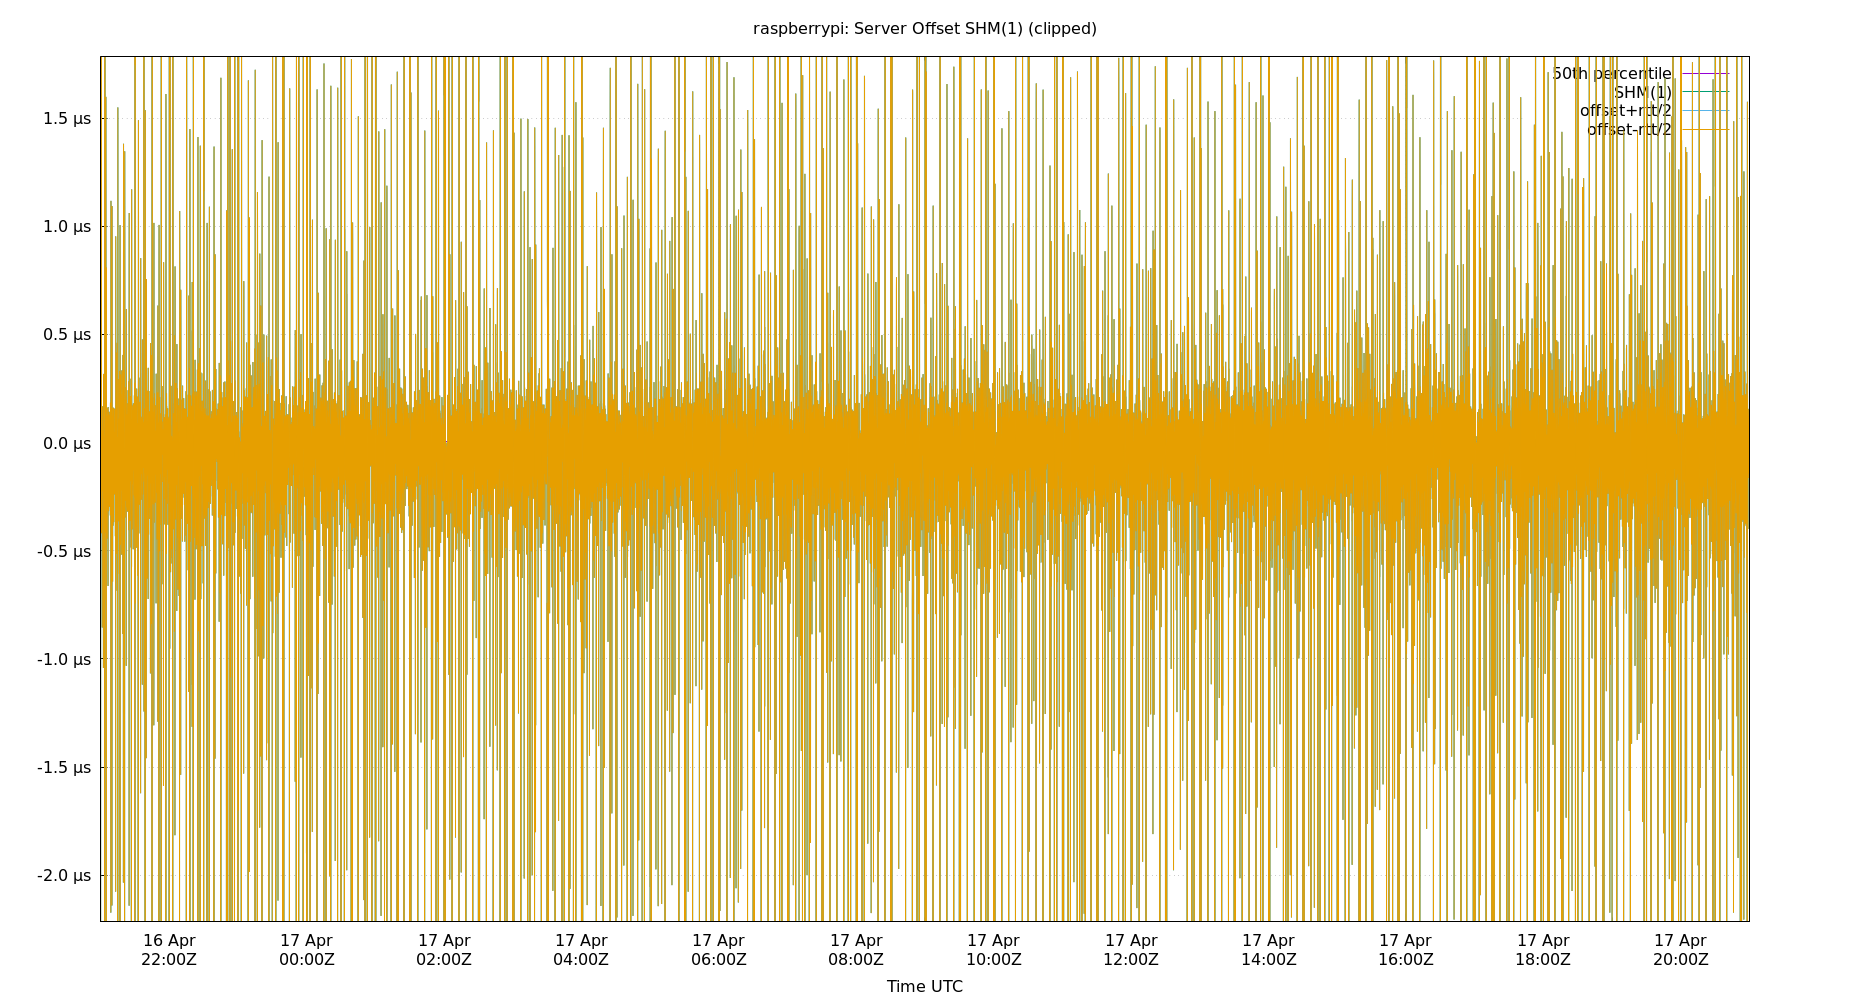 raspberrypi: Server Offset SHM(1) (clipped)
50th percentile
SHM(1)
offset+rtt/2
offset-rtt/2
1.5 µs
1.0 µs
0.5 µs
0.0 µs
-0.5 µs
-1.0 µs
-1.5 µs
-2.0 µs
16 Apr 17 Apr 17 Apr 17 Apr 17 Apr 17 Apr 17 Apr 17 Apr 17 Apr 17 Apr 17 Apr 17 Apr
22:00Z 00:00Z 02:00Z 04:00Z 06:00Z 08:00Z 10:00Z 12:00Z 14:00Z 16:00Z 18:00Z 20:00Z
Time UTC